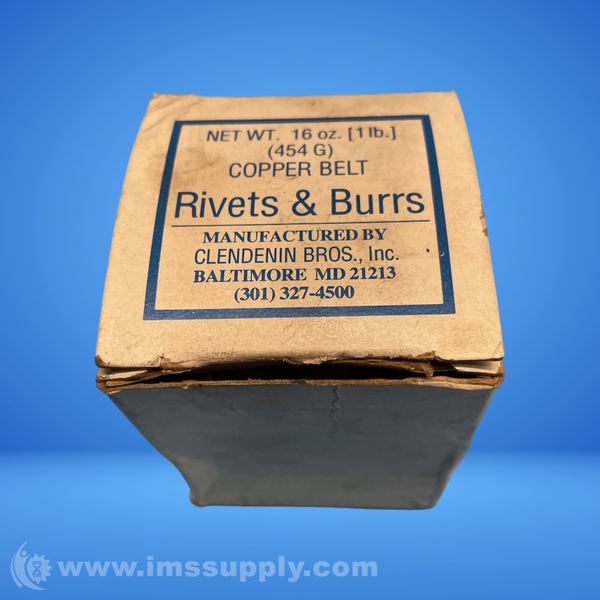 NET WT. 16 oz. [1 lb.]
(454 G)
COPPER BELT
Rivets & Burrs
MANUFACTURED BY
CLENDENIN BROS., Inc.
BALTIMORE MD 21213
(301) 327-4500
www.imssupply.com